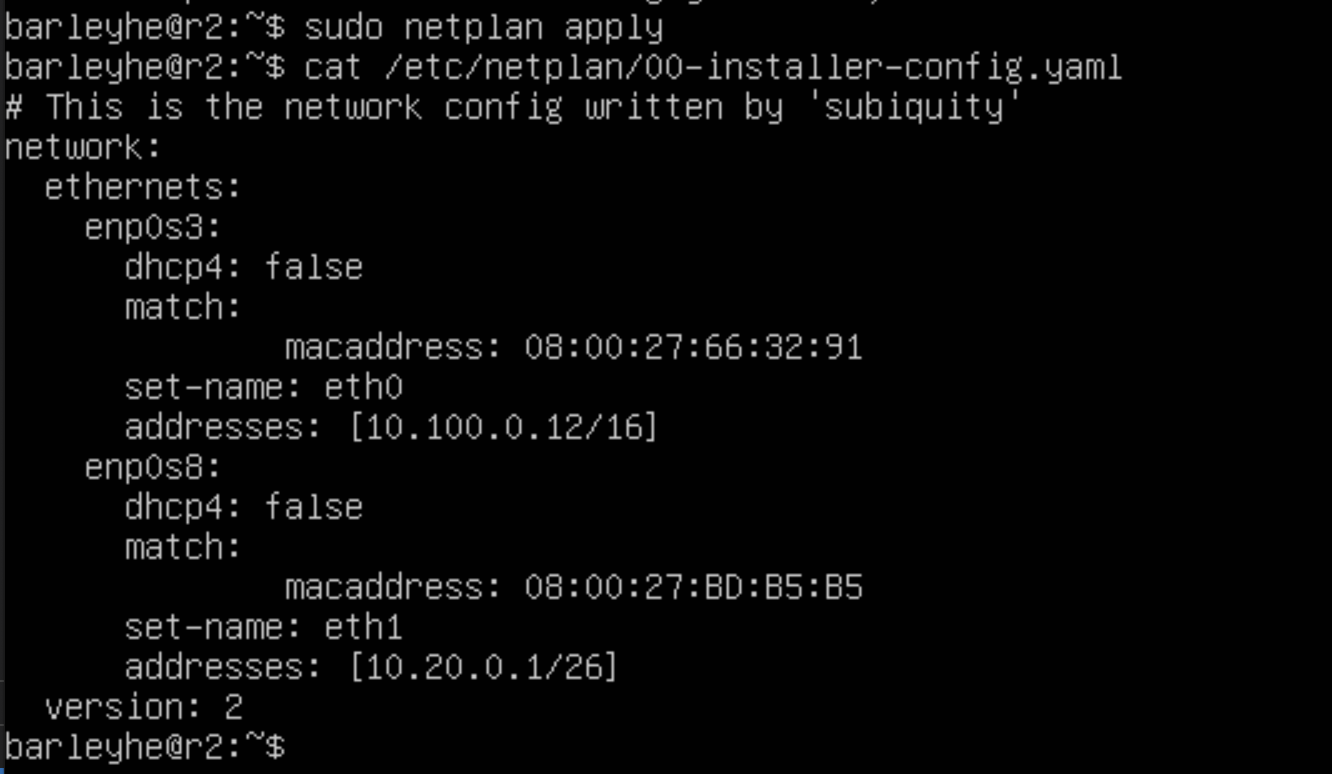 barleyhe@r2:~$ sudo netplan apply
barleyhe@r2:~$ cat /etc/netplan/00-installer-config.yaml
# This is the network config written by 'subiquity'
network:
  ethernets:
    enp0s3:
      dhcp4: false
      match:
              macaddress: 08:00:27:66:32:91
      set-name: eth0
      addresses: [10.100.0.12/16]
    enp0s8:
      dhcp4: false
      match:
              macaddress: 08:00:27:BD:B5:B5
      set-name: eth1
      addresses: [10.20.0.1/26]
  version: 2
barleyhe@r2:~$